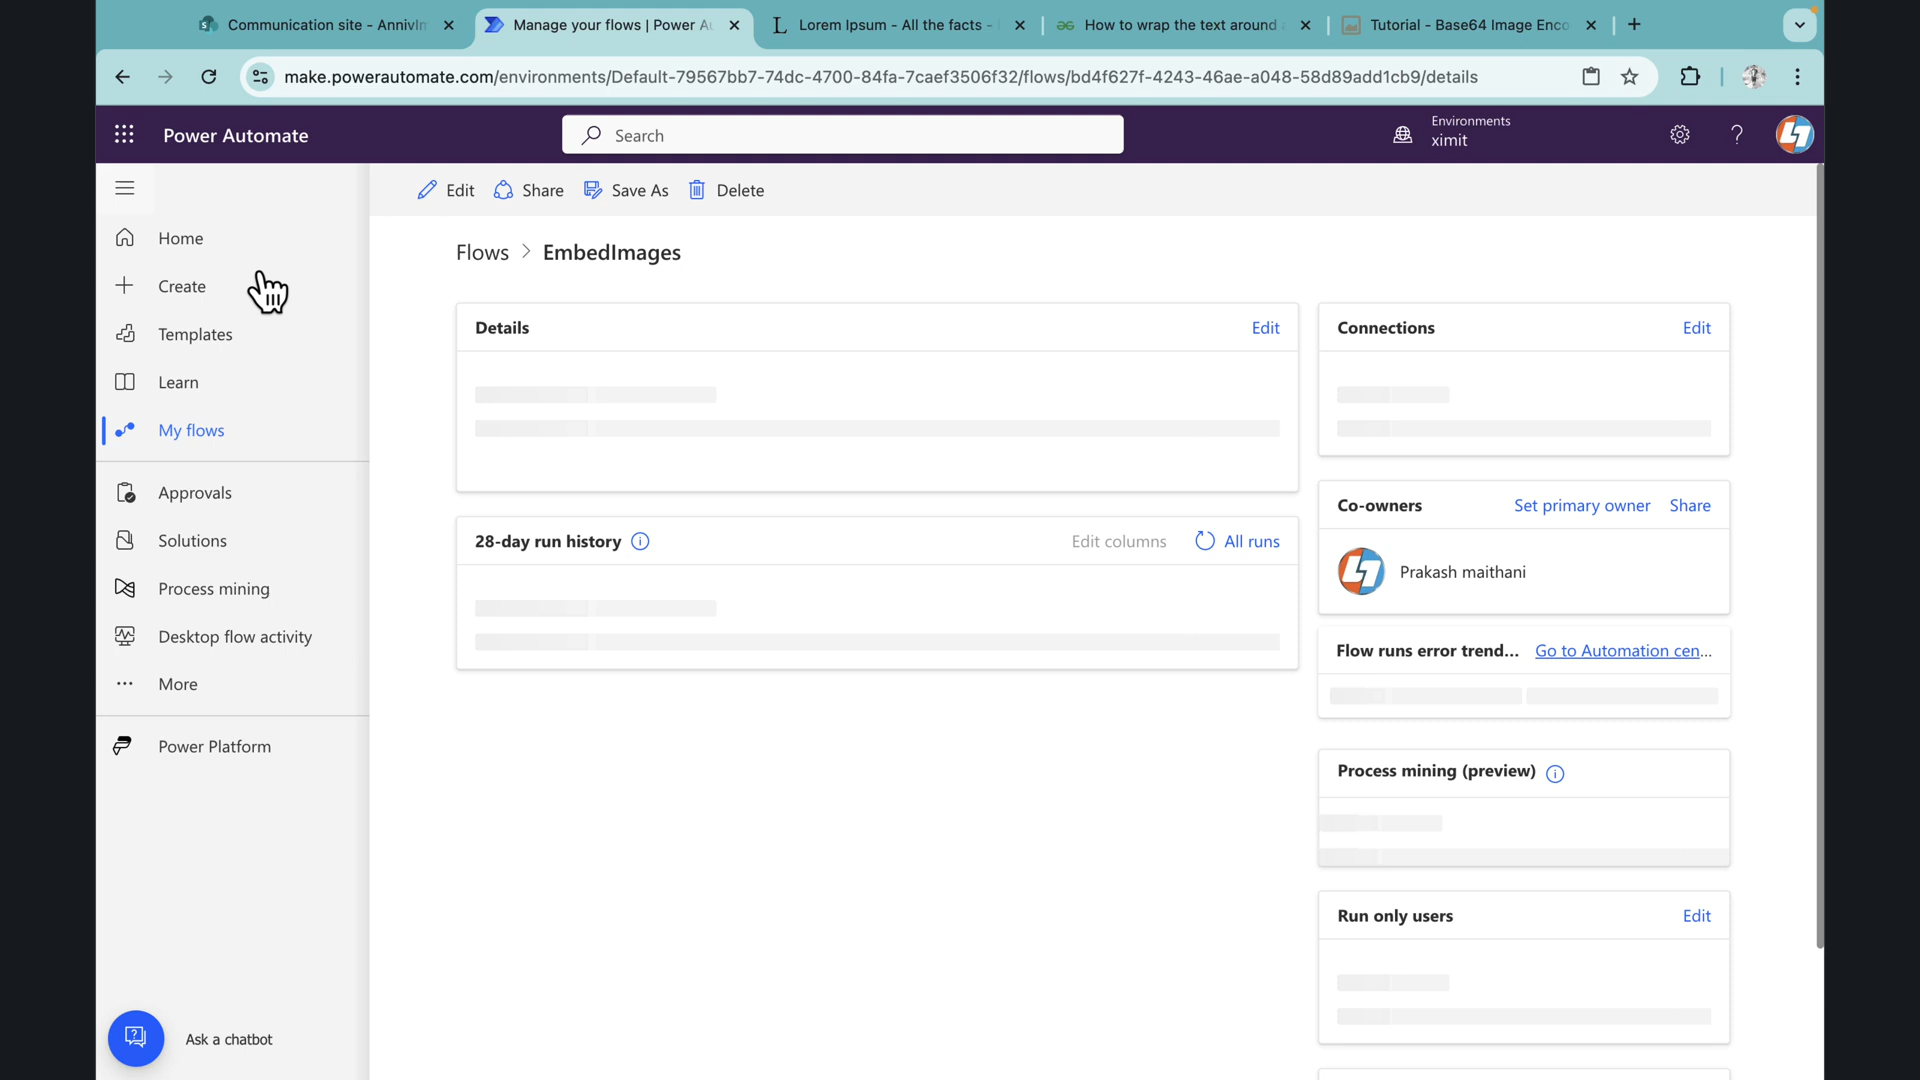 Communication site - AnnivIm
Manage your flows | Power Au
Lorem Ipsum - All the facts -
How to wrap the text around a
Tutorial - Base64 Image Enco
make.powerautomate.com/environments/Default-79567bb7-74dc-4700-84fa-7caef3506f32/flows/bd4f627f-4243-46ae-a048-58d89add1cb9/details
Power Automate
Search
Environments
ximit
Edit
Share
Save As
Delete
Home
Create
Templates
Learn
My flows
Approvals
Solutions
Process mining
Desktop flow activity
More
Power Platform
Ask a chatbot
Flows > EmbedImages
Details
Edit
28-day run history
Edit columns
All runs
Connections
Edit
Co-owners
Set primary owner
Share
Prakash maithani
Flow runs error trend...
Go to Automation cen...
Process mining (preview)
Run only users
Edit